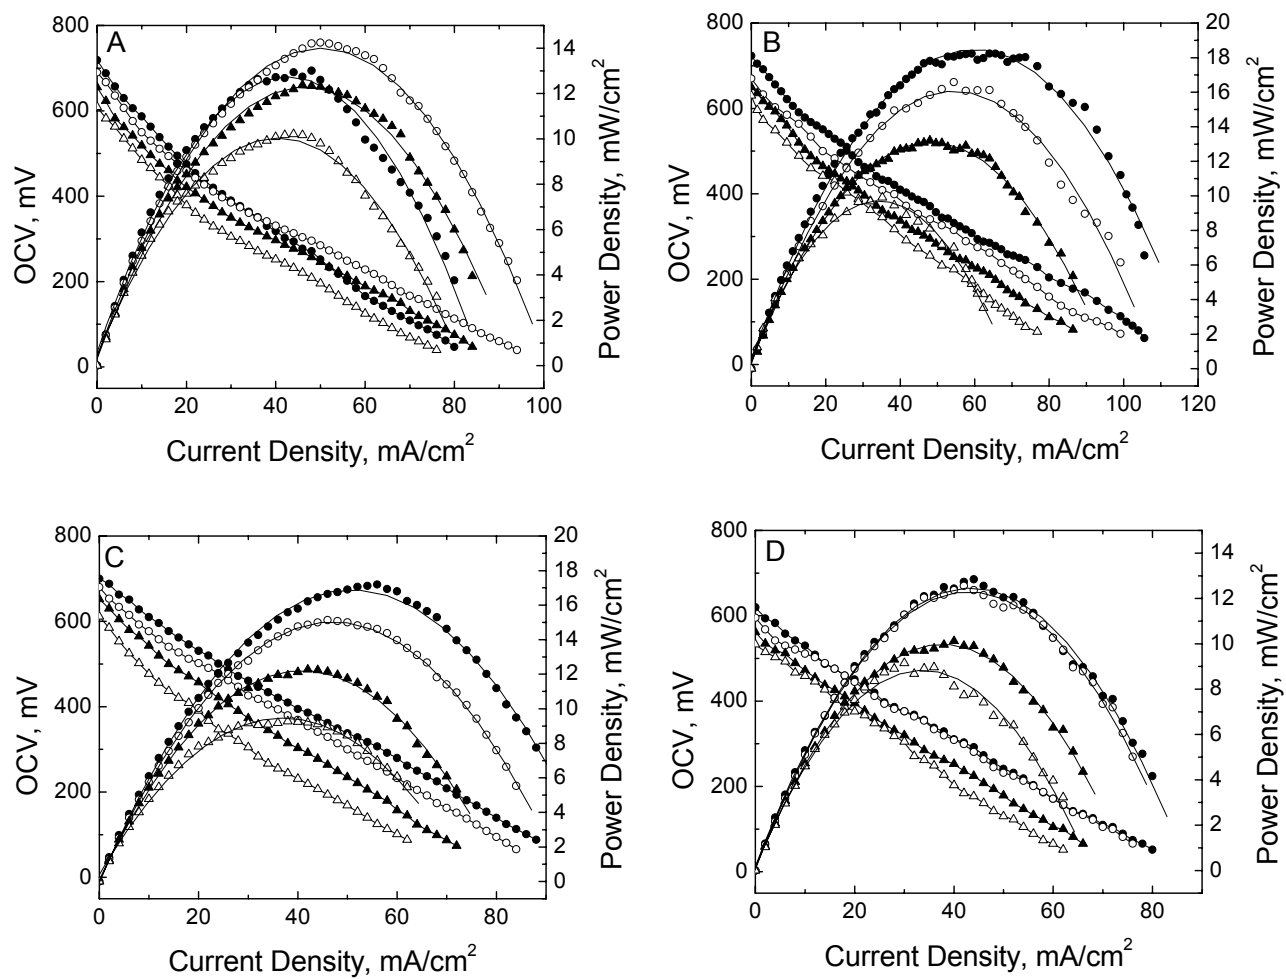 A
OCV, mV
800
600
400
200
0
14
12
10
8
6
4
2
0
Power Density, mW/cm²
0 20 40 60 80 100
Current Density, mA/cm²
B
OCV, mV
800
600
400
200
0
20
18
16
14
12
10
8
6
4
2
0
Power Density, mW/cm²
0 20 40 60 80 100 120
Current Density, mA/cm²
C
OCV, mV
800
600
400
200
0
20
18
16
14
12
10
8
6
4
2
0
Power Density, mW/cm²
0 20 40 60 80
Current Density, mA/cm²
D
OCV, mV
800
600
400
200
0
14
12
10
8
6
4
2
0
Power Density, mW/cm²
0 20 40 60 80
Current Density, mA/cm²